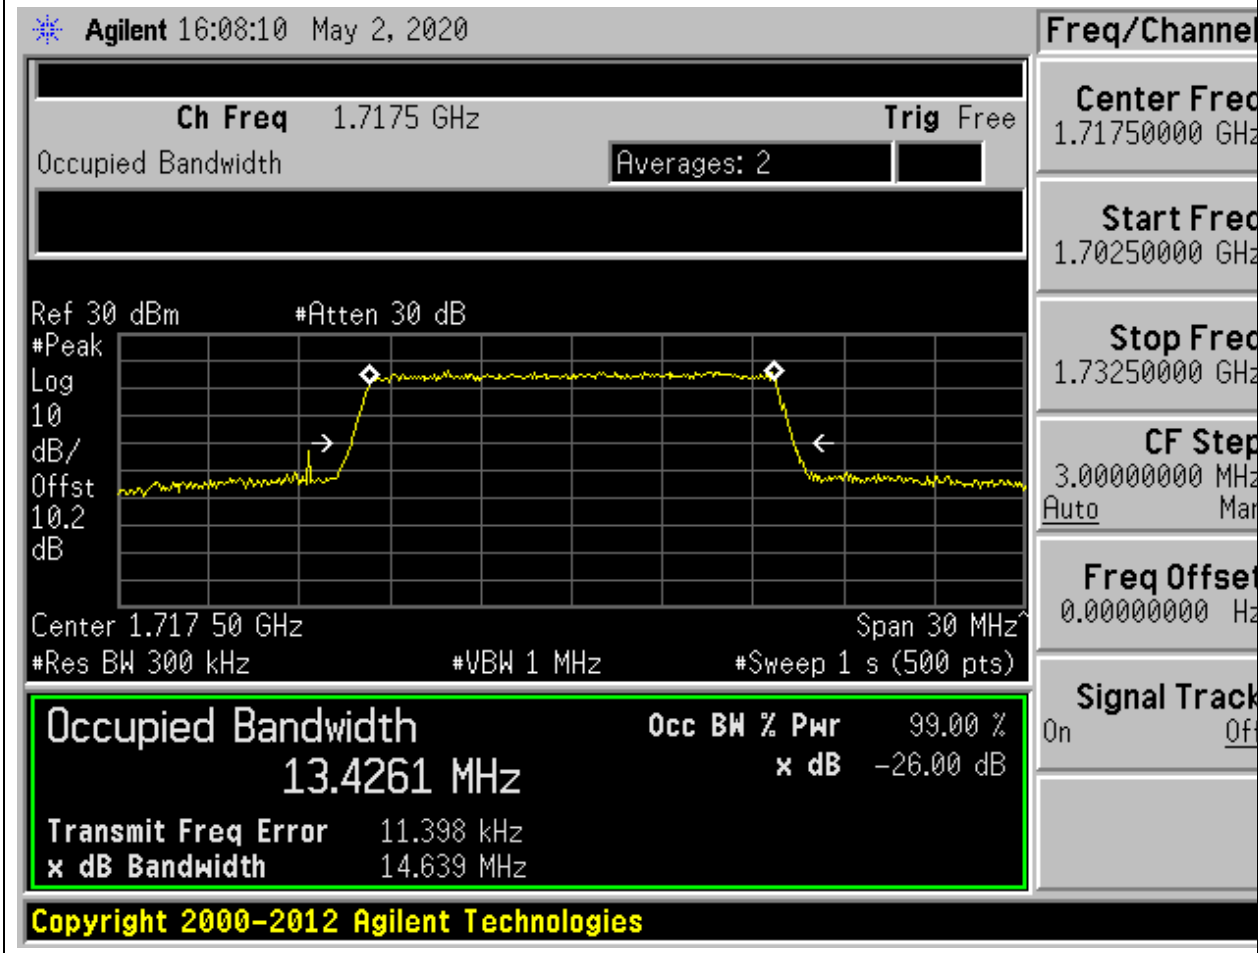 Agilent 16:08:10 May 2, 2020
Freq/Channel
Ch Freq 1.7175 GHz
Trig Free
Occupied Bandwidth
Averages: 2
Center Freq
1.71750000 GHz
Start Freq
1.70250000 GHz
Stop Freq
1.73250000 GHz
CF Step
3.00000000 MHz
Auto Man
Freq Offset
0.00000000 Hz
Signal Track
On Off
Ref 30 dBm #Atten 30 dB
#Peak
Log
10
dB/
Offst
10.2
dB
Center 1.717 50 GHz Span 30 MHz^
#Res BW 300 kHz #VBW 1 MHz #Sweep 1 s (500 pts)
Occupied Bandwidth
13.4261 MHz
Occ BW % Pwr 99.00 %
x dB -26.00 dB
Transmit Freq Error 11.398 kHz
x dB Bandwidth 14.639 MHz
Copyright 2000-2012 Agilent Technologies